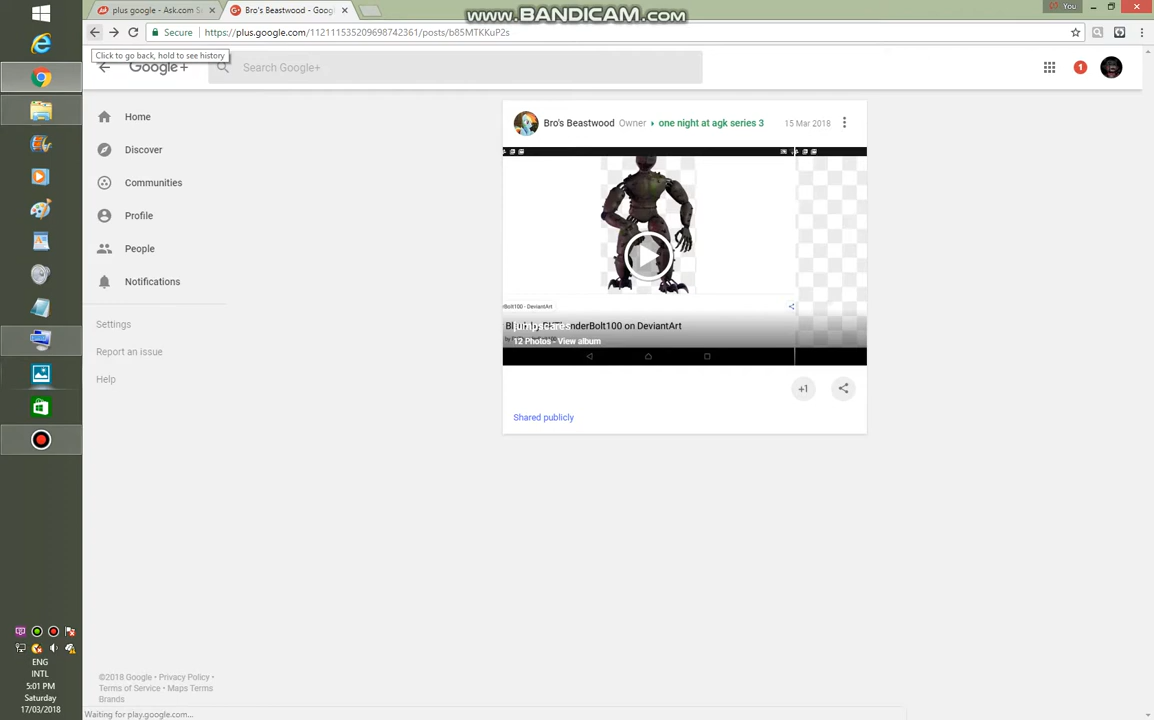 www.BANDICAM.com
You
plus google - Ask.com S
Bro's Beastwood - Goog
Secure
https://plus.google.com/112111535209698742361/posts/b85MTKKuP2s
Click to go back, hold to see history
Google+
Search Google+
1
Home
Discover
Communities
Profile
People
Notifications
Settings
Report an issue
Help
Bro's Beastwood Owner one night at agk series 3 15 Mar 2018
Bolt100 - DeviantArt
nderBolt100 on DeviantArt
12 Photos - View album
+1
Shared publicly
ENG
INTL
5:01 PM
Saturday
17/03/2018
©2018 Google • Privacy Policy •
Terms of Service • Maps Terms
Brands
Waiting for play.google.com...